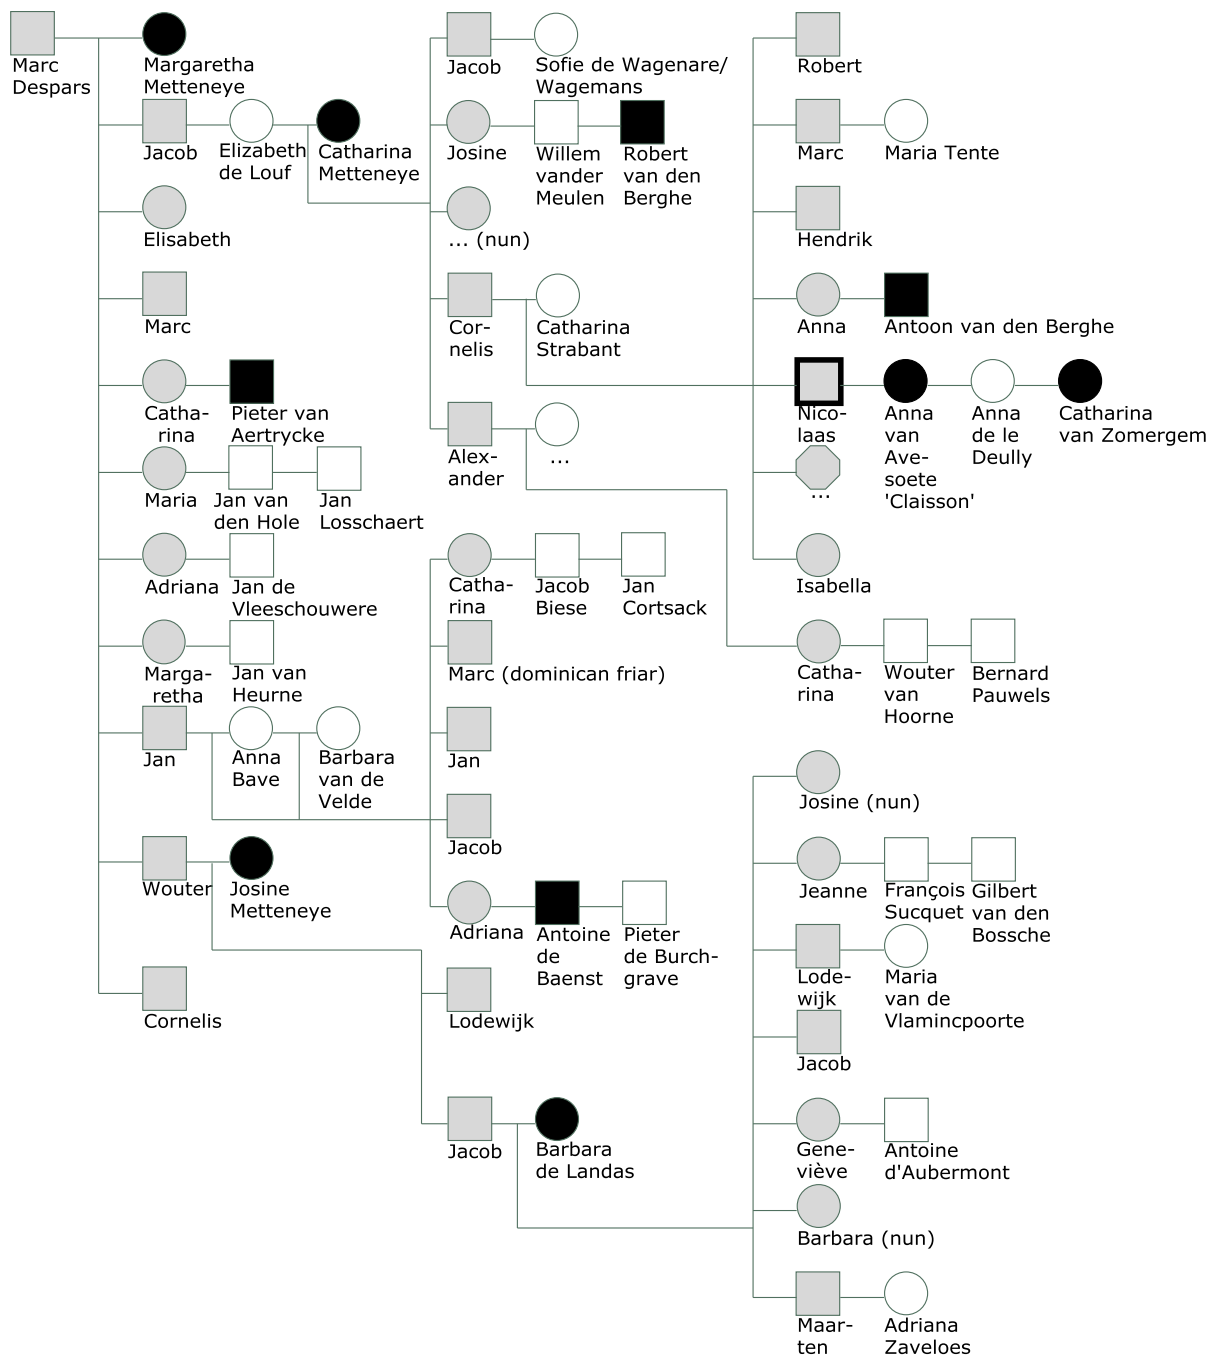 Marc
Despars
Margaretha
Metteneye
Jacob
Elizabeth
de Louf
Catharina
Metteneye
Elisabeth
Marc
Catha-
rina
Pieter van
Aertrycke
Maria
Jan van
den Hole
Jan
Losschaert
Adriana
Jan de
Vleeschouwere
Marga-
retha
Jan van
Heurne
Jan
Anna
Bave
Barbara
van de
Velde
Wouter
Josine
Metteneye
Cornelis
Jacob
Sofie de Wagenare/
Wagemans
Josine
Willem
vander
Meulen
Robert
van den
Berghe
... (nun)
Cor-
nelis
Catharina
Strabant
Alex-
ander
...
Catha-
rina
Jacob
Biese
Jan
Cortsack
Marc (dominican friar)
Jan
Jacob
Adriana
Antoine
de
Baenst
Pieter
de Burch-
grave
Lodewijk
Jacob
Barbara
de Landas
Robert
Marc
Maria Tente
Hendrik
Anna
Antoon van den Berghe
Nico-
laas
Anna
van
Ave-
soete
'Claisson'
Anna
de le
Deully
Catharina
van Zomergem
...
Isabella
Catha-
rina
Wouter
van
Hoorne
Bernard
Pauwels
Josine (nun)
Jeanne
François
Sucquet
Gilbert
van den
Bossche
Lode-
wijk
Maria
van de
Vlamincpoorte
Jacob
Gene-
viève
Antoine
d'Aubermont
Barbara (nun)
Maar-
ten
Adriana
Zaveloes